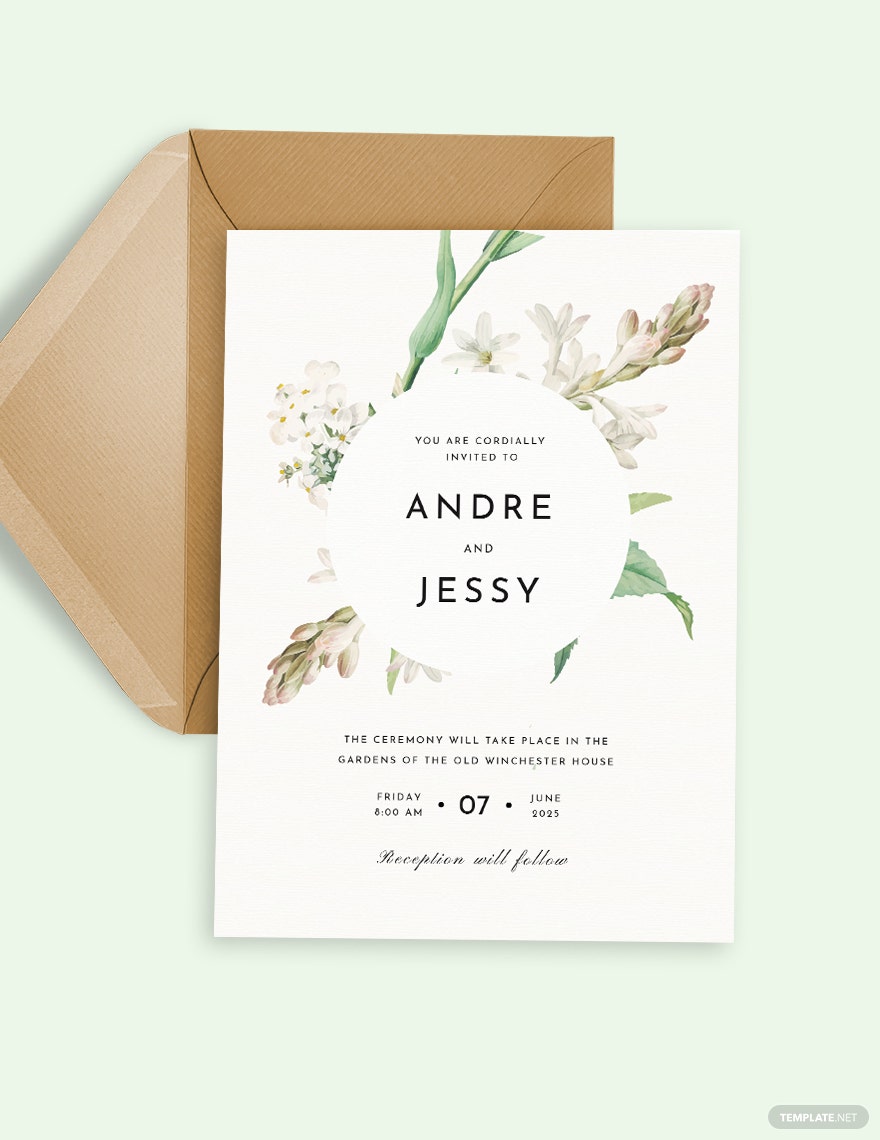 YOU ARE CORDIALLY
INVITED TO
ANDRE
AND
JESSY
THE CEREMONY WILL TAKE PLACE IN THE
GARDENS OF THE OLD WINCHESTER HOUSE
FRIDAY
8:00 AM
• 07 •
JUNE
2025
Reception will follow
TEMPLATE.NET